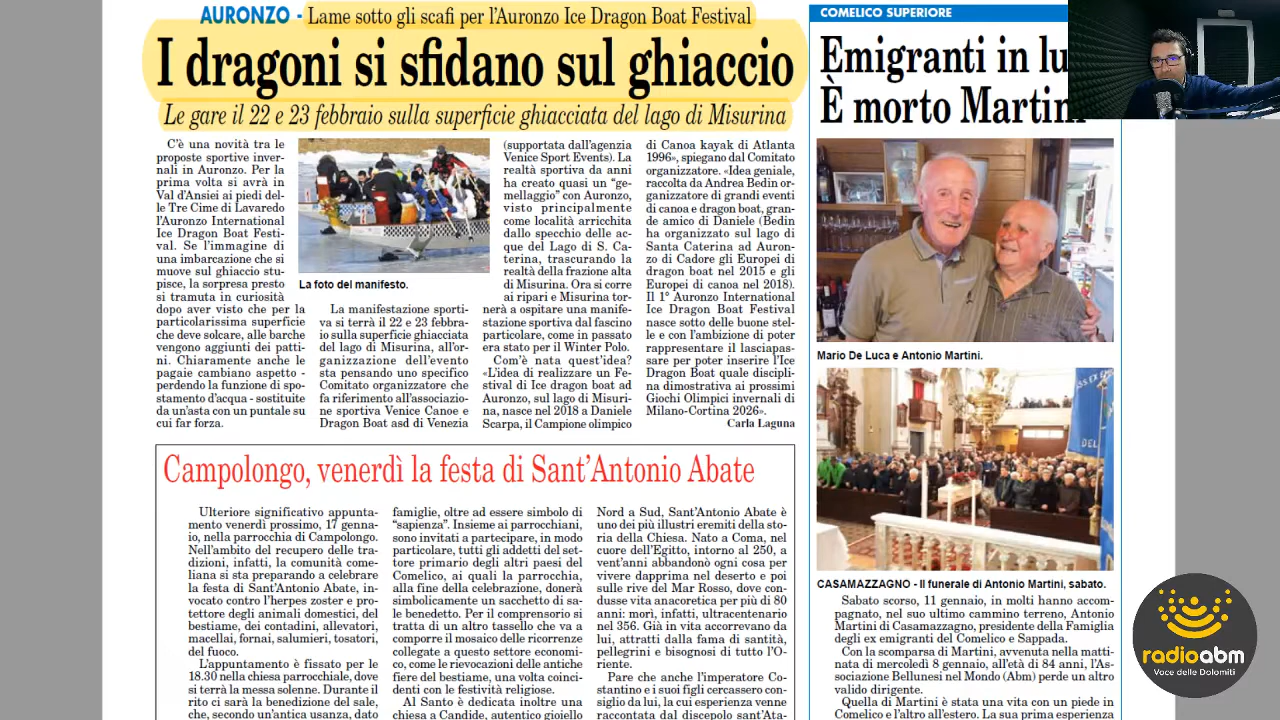 AURONZO - Lame sotto gli scafi per l'Auronzo Ice Dragon Boat Festival
I dragoni si sfidano sul ghiaccio
Le gare il 22 e 23 febbraio sulla superficie ghiacciata del lago di Misurina
C'è una novità tra le
proposte sportive inver-
nali in Auronzo. Per la
prima volta si avrà in
Val d'Ansiei ai piedi del-
le Tre Cime di Lavaredo
l'Auronzo International
Ice Dragon Boat Festi-
val. Se l'immagine di
una imbarcazione che si
muove sul ghiaccio stu-
pisce, la sorpresa presto
si tramuta in curiosità
dopo aver visto che per la
particolarissima superficie
che deve solcare, alle barche
vengono aggiunti dei patti-
ni. Chiaramente anche le
pagaie cambiano aspetto -
perdendo la funzione di spo-
stamento d'acqua - sostituite
da un'asta con un puntale su
cui far forza.
La foto del manifesto.
La manifestazione sporti-
va si terrà il 22 e 23 febbra-
io sulla superficie ghiacciata
del lago di Misurina, all'or-
ganizzazione dell'evento
sta pensando uno specifico
Comitato organizzatore che
fa riferimento all'associazio-
ne sportiva Venice Canoe e
Dragon Boat asd di Venezia
(supportata dall'agenzia
Venice Sport Events). La
realtà sportiva da anni
ha creato quasi un "ge-
mellaggio" con Auronzo,
visto principalmente
come località arricchita
dallo specchio delle ac-
que del Lago di S. Ca-
terina, trascurando la
realtà della frazione alta
di Misurina. Ora si corre
ai ripari e Misurina tor-
nerà a ospitare una manife-
stazione sportiva dal fascino
particolare, come in passato
era stato per il Winter Polo.
Com'è nata quest'idea?
«L'idea di realizzare un Fe-
stival di Ice dragon boat ad
Auronzo, sul lago di Misuri-
na, nasce nel 2018 a Daniele
Scarpa, il Campione olimpico
di Canoa kayak di Atlanta
1996», spiegano dal Comitato
organizzatore. «Idea geniale,
raccolta da Andrea Bedin or-
ganizzatore di grandi eventi
di canoa e dragon boat, gran-
de amico di Daniele (Bedin
ha organizzato sul lago di
Santa Caterina ad Auron-
zo di Cadore gli Europei di
dragon boat nel 2015 e gli
Europei di canoa nel 2018).
Il 1° Auronzo International
Ice Dragon Boat Festival
nasce sotto delle buone stel-
le e con l'ambizione di poter
rappresentare il lasciapas-
sare per poter inserire l'Ice
Dragon Boat quale discipli-
na dimostrativa ai prossimi
Giochi Olimpici invernali di
Milano-Cortina 2026».
Carla Laguna
Campolongo, venerdì la festa di Sant'Antonio Abate
Ulteriore significativo appunta-
mento venerdì prossimo, 17 genna-
io, nella parrocchia di Campolongo.
Nell'ambito del recupero delle tra-
dizioni, infatti, la comunità come-
liana si sta preparando a celebrare
la festa di Sant'Antonio Abate, in-
vocato contro l'herpes zoster e pro-
tettore degli animali domestici, del
bestiame, dei contadini, allevatori,
macellai, fornai, salumieri, tosatori,
del fuoco.
L'appuntamento è fissato per le
18.30 nella chiesa parrocchiale, dove
si terrà la messa solenne. Durante il
rito ci sarà la benedizione del sale,
che, secondo un'antica usanza, dato
famiglie, oltre ad essere simbolo di
"sapienza". Insieme ai parrocchiani,
sono invitati a partecipare, in modo
particolare, tutti gli addetti del set-
tore primario degli altri paesi del
Comelico, ai quali la parrocchia,
alla fine della celebrazione, donerà
simbolicamente un sacchetto di sa-
le benedetto. Per il comprensorio si
tratta di un altro tassello che va a
comporre il mosaico delle ricorrenze
collegate a questo settore economi-
co, come le rievocazioni delle antiche
fiere del bestiame, una volta coinci-
denti con le festività religiose.
Al Santo è dedicata inoltre una
chiesa a Candide, autentico gioiello
Nord a Sud, Sant'Antonio Abate è
uno dei più illustri eremiti della sto-
ria della Chiesa. Nato a Coma, nel
cuore dell'Egitto, intorno al 250, a
vent'anni abbandonò ogni cosa per
vivere dapprima nel deserto e poi
sulle rive del Mar Rosso, dove con-
dusse vita anacoretica per più di 80
anni: morì, infatti, ultracentenario
nel 356. Già in vita accorrevano da
lui, attratti dalla fama di santità,
pellegrini e bisognosi di tutto l'O-
riente.
Pare che anche l'imperatore Co-
stantino e i suoi figli cercassero con-
siglio da lui, la cui esperienza venne
raccontata dal discepolo sant'Ata-
COMELICO SUPERIORE
Emigranti in lu
È morto Martini
Mario De Luca e Antonio Martini.
CASAMAZZAGNO - Il funerale di Antonio Martini, sabato.
Sabato scorso, 11 gennaio, in molti hanno accom-
pagnato, nel suo ultimo cammino terreno, Antonio
Martini di Casamazzagno, presidente della Famiglia
degli ex emigranti del Comelico e Sappada.
Con la scomparsa di Martini, avvenuta nella matti-
nata di mercoledì 8 gennaio, all'età di 84 anni, l'As-
sociazione Bellunesi nel Mondo (Abm) perde un altro
valido dirigente.
Quella di Martini è stata una vita con un piede in
Comelico e l'altro all'estero. La sua prima esperienza
radioabm
Voce delle Dolomiti